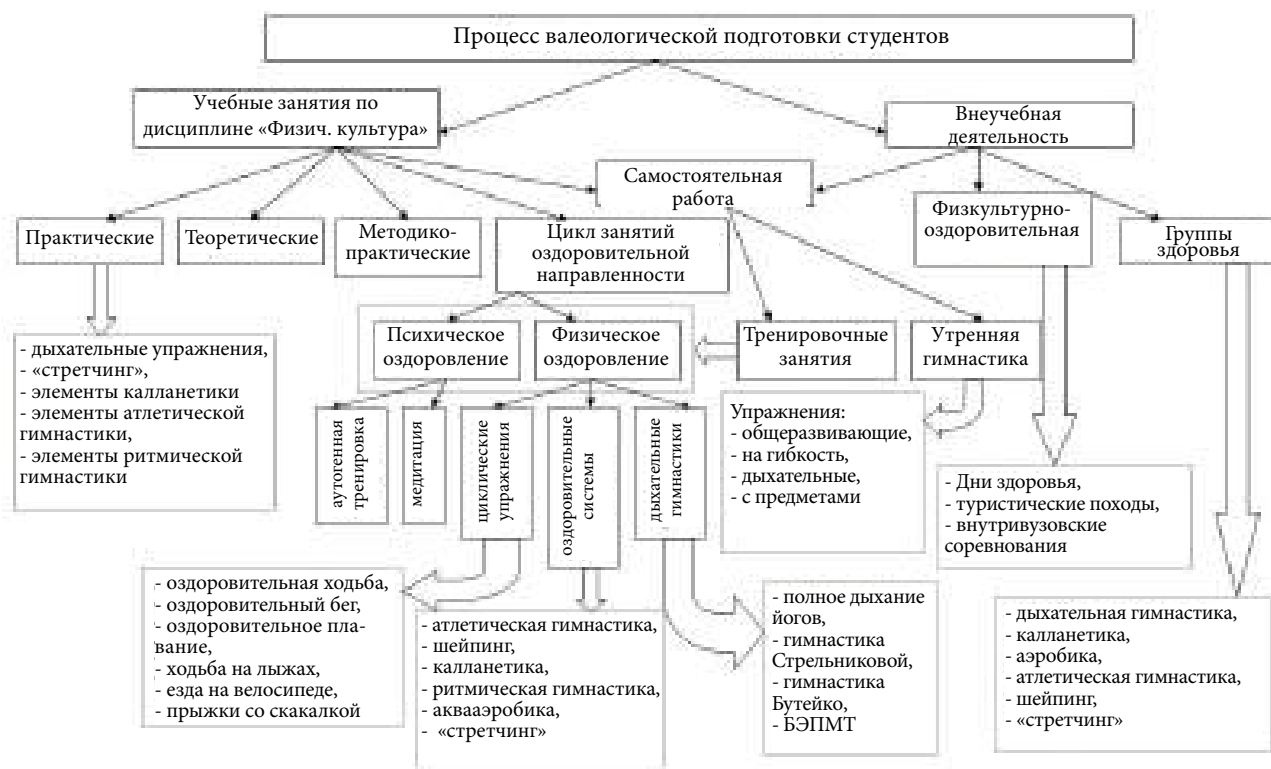 Процесс валеологической подготовки студентов
Учебные занятия по
дисциплине «Физич. культура»
Внеучебная
деятельность
Самостоятельная
работа
Практические
Теоретические
Методико-
практические
Цикл занятий
оздоровительной
направленности
Физкультурно-
оздоровительная
Группы
здоровья
Психическое
оздоровление
Физическое
оздоровление
Тренировочные
занятия
Утренняя
гимнастика
- дыхательные упражнения,
- «стретчинг»,
- элементы калланетики
- элементы атлетической
гимнастики,
- элементы ритмической
гимнастики
аутогенная
тренировка
медитация
циклические
упражнения
оздоровительные
системы
дыхательные
гимнастики
Упражнения:
- общеразвивающие,
- на гибкость,
- дыхательные,
- с предметами
- Дни здоровья,
- туристические походы,
- внутривузовские
соревнования
- оздоровительная ходьба,
- оздоровительный бег,
- оздоровительное пла-
вание,
- ходьба на лыжах,
- езда на велосипеде,
- прыжки со скакалкой
- атлетическая гимнастика,
- шейпинг,
- калланетика,
- ритмическая гимнастика,
- аквааэробика,
- «стретчинг»
- полное дыхание
йогов,
- гимнастика
Стрельниковой,
- гимнастика
Бутейко,
- БЭПМТ
- дыхательная гимнастика,
- калланетика,
- аэробика,
- атлетическая гимнастика,
- шейпинг,
- «стретчинг»